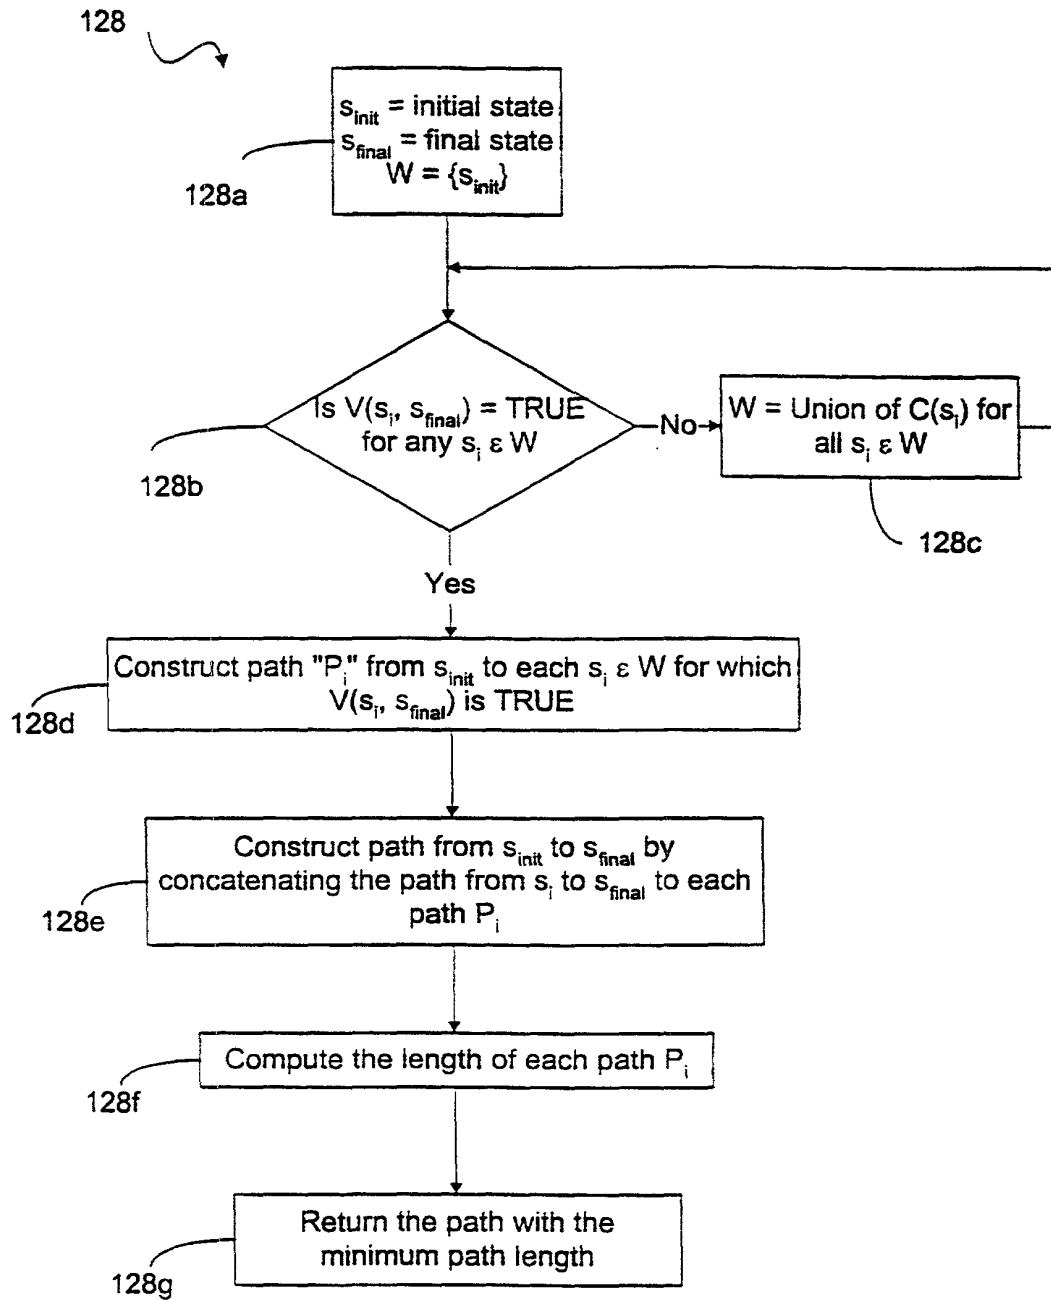 128
s_init = initial state
s_final = final state
W = {s_init}
128a
Is V(s_i, s_final) = TRUE
for any s_i ε W
128b
No
W = Union of C(s_i) for
all s_i ε W
128c
Yes
Construct path "P_i" from s_init to each s_i ε W for which
V(s_i, s_final) is TRUE
128d
Construct path from s_init to s_final by
concatenating the path from s_i to s_final to each
path P_i
128e
Compute the length of each path P_i
128f
Return the path with the
minimum path length
128g